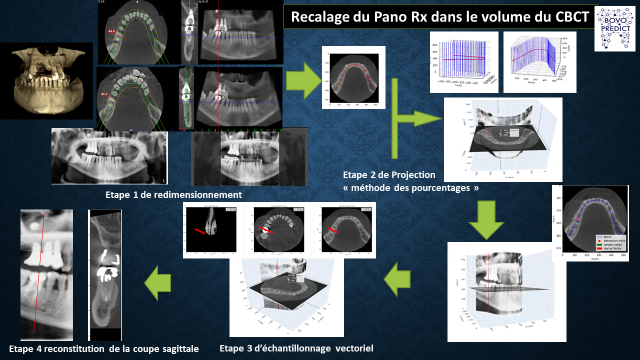 Recalage du Pano Rx dans le volume du CBCT
BOVO
PREDICT
Etape 1 de redimensionnement
Etape 2 de Projection
« méthode des pourcentages »
Etape 4 reconstitution de la coupe sagittale
Etape 3 d'échantillonnage vectoriel